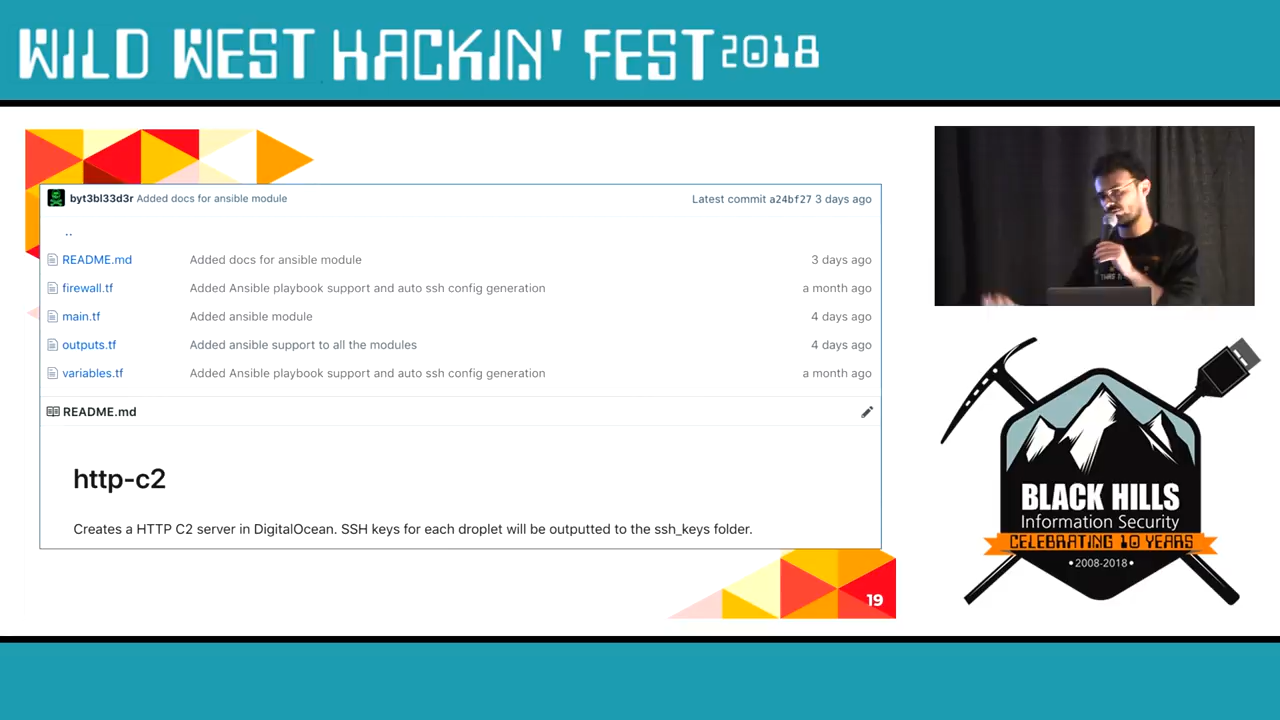 WILD WEST HACKIN' FEST 2018
byt3bl33d3r Added docs for ansible module
Latest commit a24bf27 3 days ago
..
README.md Added docs for ansible module 3 days ago
firewall.tf Added Ansible playbook support and auto ssh config generation a month ago
main.tf Added ansible module 4 days ago
outputs.tf Added ansible support to all the modules 4 days ago
variables.tf Added Ansible playbook support and auto ssh config generation a month ago
README.md
http-c2
Creates a HTTP C2 server in DigitalOcean. SSH keys for each droplet will be outputted to the ssh_keys folder.
19
BLACK HILLS
Information Security
CELEBRATING 10 YEARS
•2008-2018•